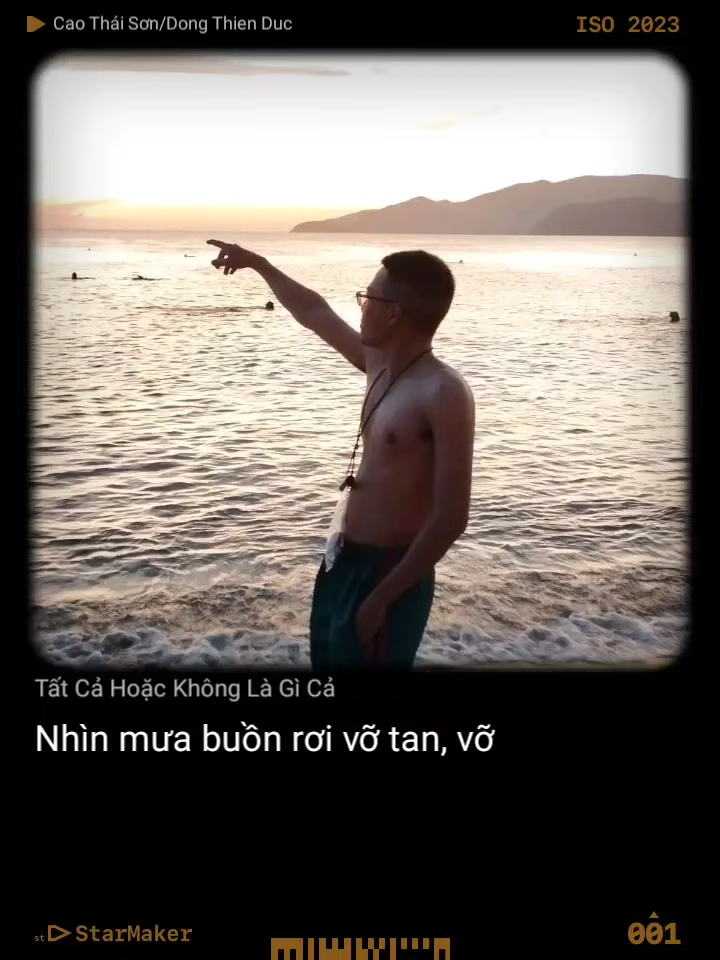 Cao Thái Sơn/Dong Thien Duc
ISO 2023
Tất Cả Hoặc Không Là Gì Cả
Nhìn mưa buồn rơi vỡ tan, vỡ
st StarMaker
001